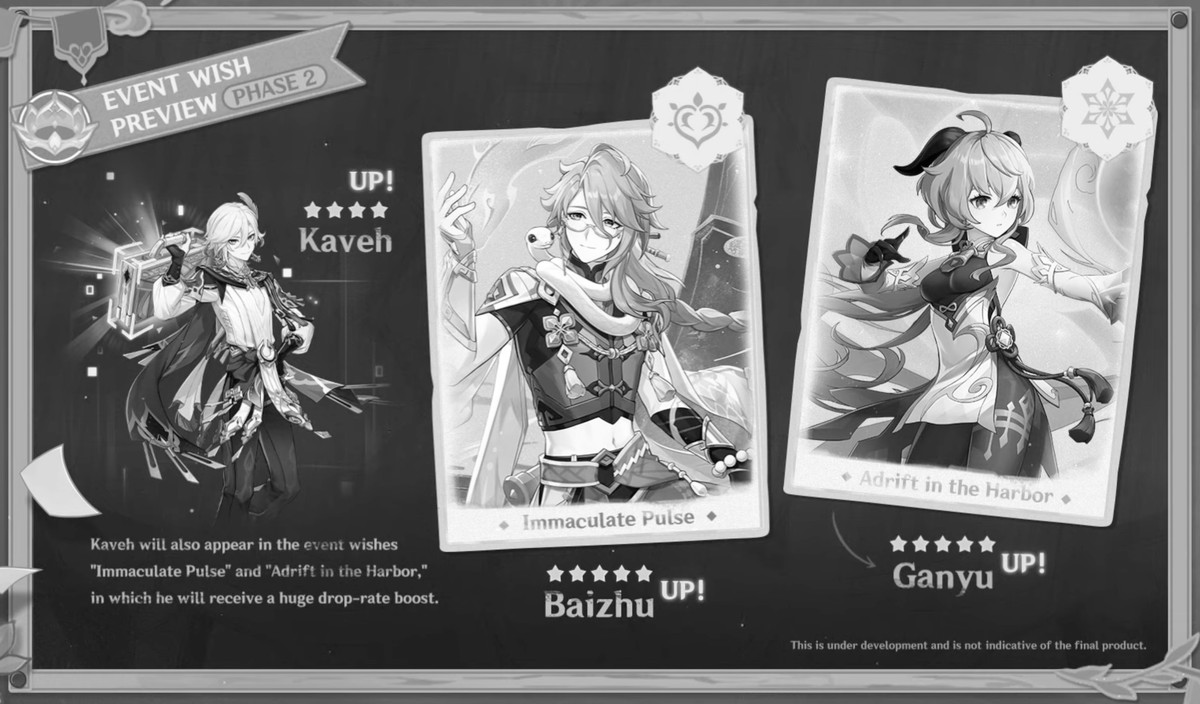 EVENT WISH
PREVIEW PHASE 2
UP!
Kaveh
Kaveh will also appear in the event wishes
"Immaculate Pulse" and "Adrift in the Harbor,"
in which he will receive a huge drop-rate boost.
Immaculate Pulse
Baizhu UP!
Adrift in the Harbor
Ganyu UP!
This is under development and is not indicative of the final product.